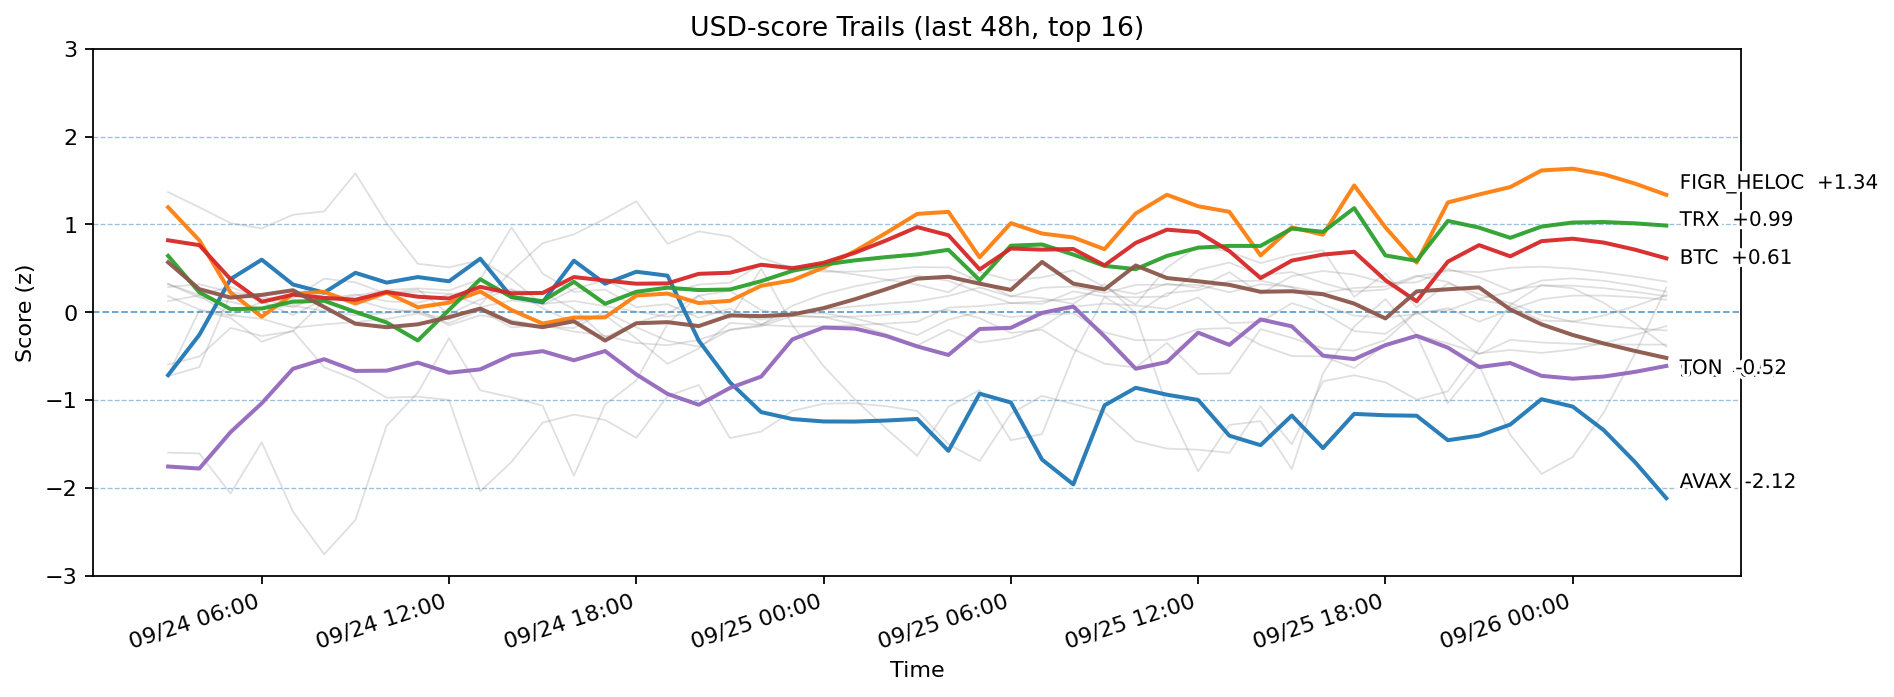 USD-score Trails (last 48h, top 16)
3
2
1
0
−1
−2
−3
Score (z)
FIGR_HELOC +1.34
TRX +0.99
BTC +0.61
TON -0.52
AVAX -2.12
09/24 06:00
09/24 12:00
09/24 18:00
09/25 00:00
09/25 06:00
09/25 12:00
09/25 18:00
09/26 00:00
Time